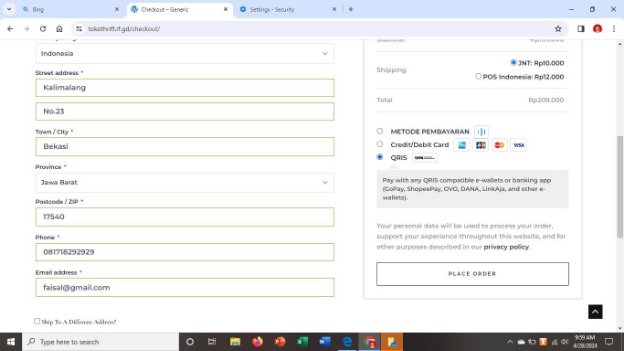 Bing
Checkout – Generic
Settings - Security
tokothrift.rf.gd/checkout/
Indonesia
Street address *
Kalimalang
No.23
Town / City *
Bekasi
Province *
Jawa Barat
Postcode / ZIP *
17540
Phone *
081718292929
Email address *
faisal@gmail.com
Ship To A Different Address?
Subtotal
Shipping
JNT: Rp10.000
POS Indonesia: Rp12.000
Total
Rp209.000
METODE PEMBAYARAN
Credit/Debit Card
VISA
QRIS
Pay with any QRIS compatible e-wallets or banking app
(GoPay, ShopeePay, OVO, DANA, LinkAja, and other e-
wallets).
Your personal data will be used to process your order,
support your experience throughout this website, and for
other purposes described in our privacy policy.
PLACE ORDER
Type here to search
9:59 AM
4/28/2024